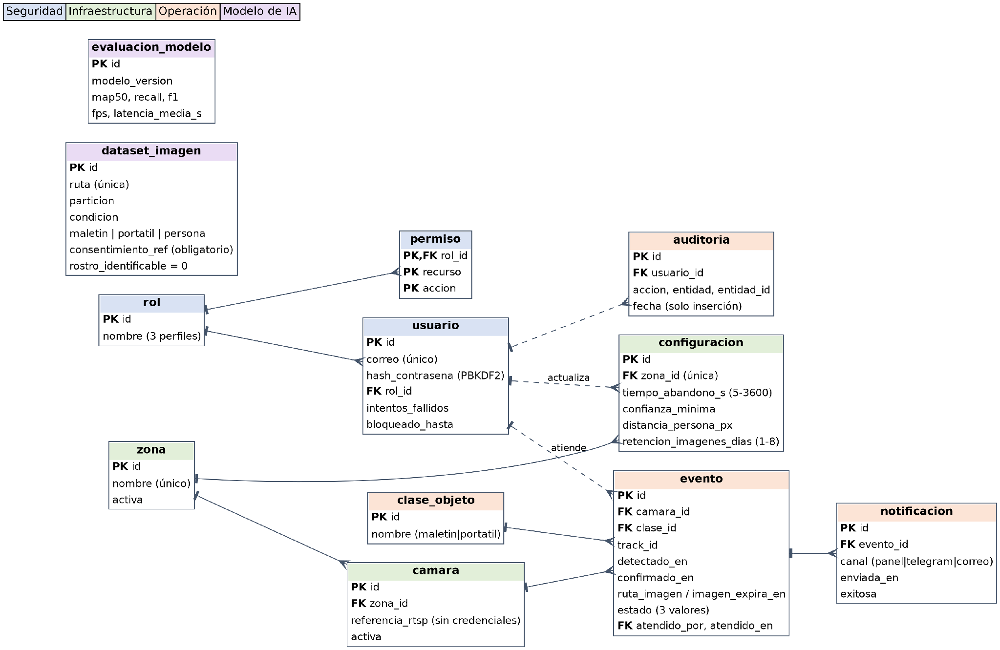 Seguridad Infraestructura Operación Modelo de IA
evaluacion_modelo
PK id
modelo_version
map50, recall, f1
fps, latencia_media_s
dataset_imagen
PK id
ruta (única)
particion
condicion
maletin | portatil | persona
consentimiento_ref (obligatorio)
rostro_identificable = 0
rol
PK id
nombre (3 perfiles)
permiso
PK,FK rol_id
PK recurso
PK accion
usuario
PK id
correo (único)
hash_contrasena (PBKDF2)
FK rol_id
intentos_fallidos
bloqueado_hasta
auditoria
PK id
FK usuario_id
accion, entidad, entidad_id
fecha (solo inserción)
actualiza
configuracion
PK id
FK zona_id (única)
tiempo_abandono_s (5-3600)
confianza_minima
distancia_persona_px
retencion_imagenes_dias (1-8)
atiende
zona
PK id
nombre (único)
activa
clase_objeto
PK id
nombre (maletin|portatil)
camara
PK id
FK zona_id
referencia_rtsp (sin credenciales)
activa
evento
PK id
FK camara_id
FK clase_id
track_id
detectado_en
confirmado_en
ruta_imagen / imagen_expira_en
estado (3 valores)
FK atendido_por, atendido_en
notificacion
PK id
FK evento_id
canal (panel|telegram|correo)
enviada_en
exitosa